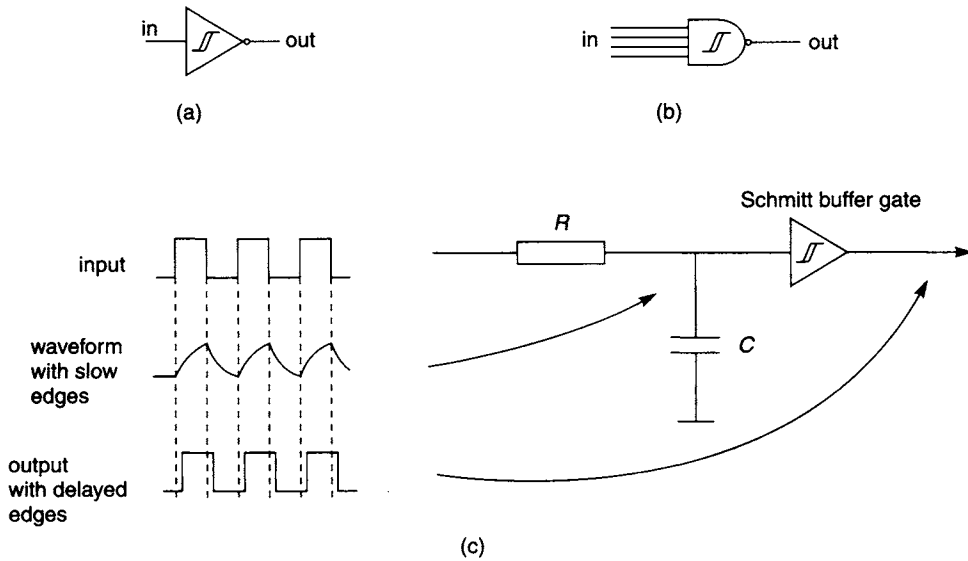 in
out
(a)
in
out
(b)
Schmitt buffer gate
R
C
input
waveform
with slow
edges
output
with delayed
edges
(c)